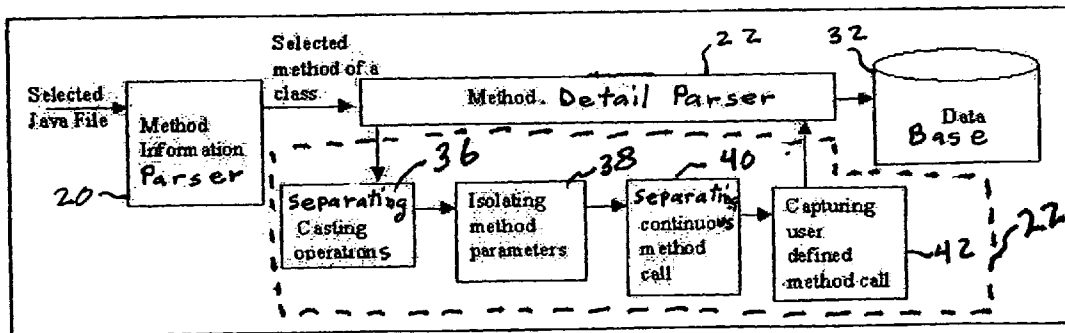 Selected
Java File
Method
Information
Parser
20
Selected
method of a
class.
22
Method. Detail Parser
32
Data
Base
36
Separating
Casting
operations
38
Isolating
method
parameters
40
Separating
continuous
method
call
Capturing
user
defined
method call
42
22